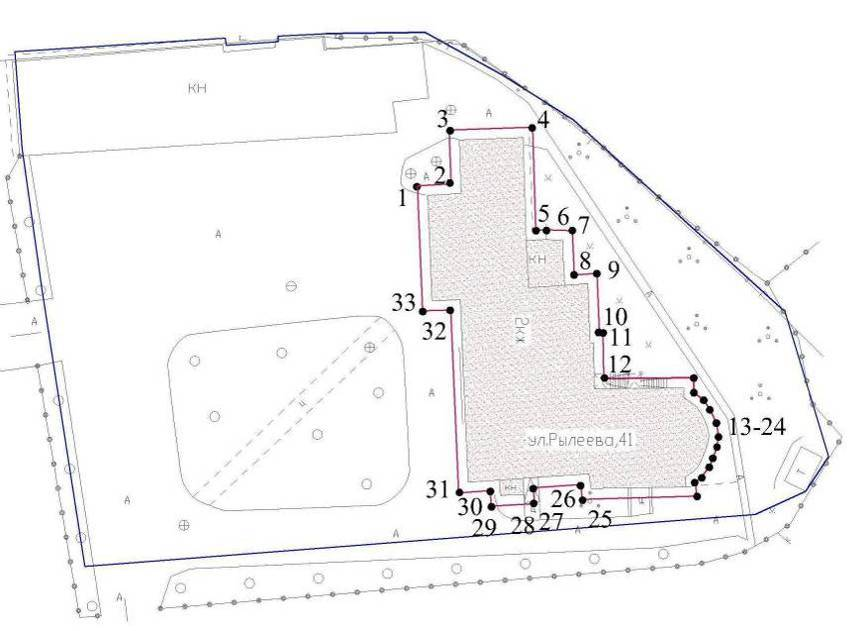 КН
А
3
4
А
2
1
Ж
5
6
7
КН
8
9
А
А
33
32
2КЖ
10
11
12
Ж
Ж
А
А
Ц
ул.Рылеева,41
13-24
А
Т
31
30
29
КН
28
27
26
25
Ц
А
А
А
А
А